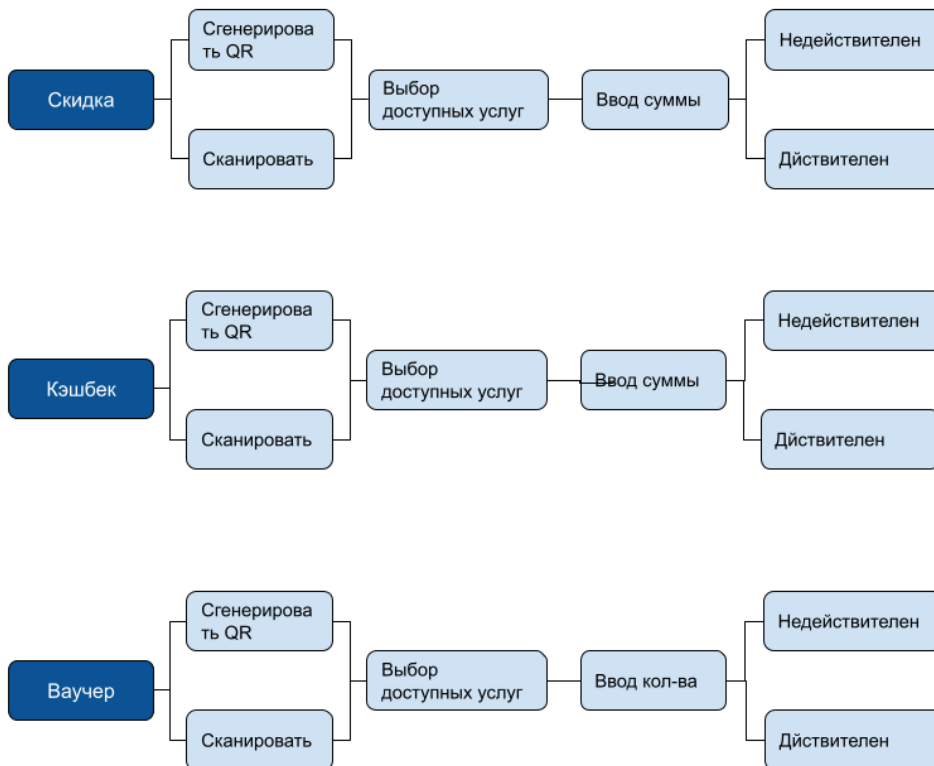 Сгенерирова
ть QR
Недействителен
Скидка
Выбор
доступных услуг
Ввод суммы
Сканировать
Дйствителен
Сгенерирова
ть QR
Недействителен
Кэшбек
Выбор
доступных услуг
Ввод суммы
Сканировать
Дйствителен
Сгенерирова
ть QR
Недействителен
Ваучер
Выбор
доступных услуг
Ввод кол-ва
Сканировать
Дйствителен